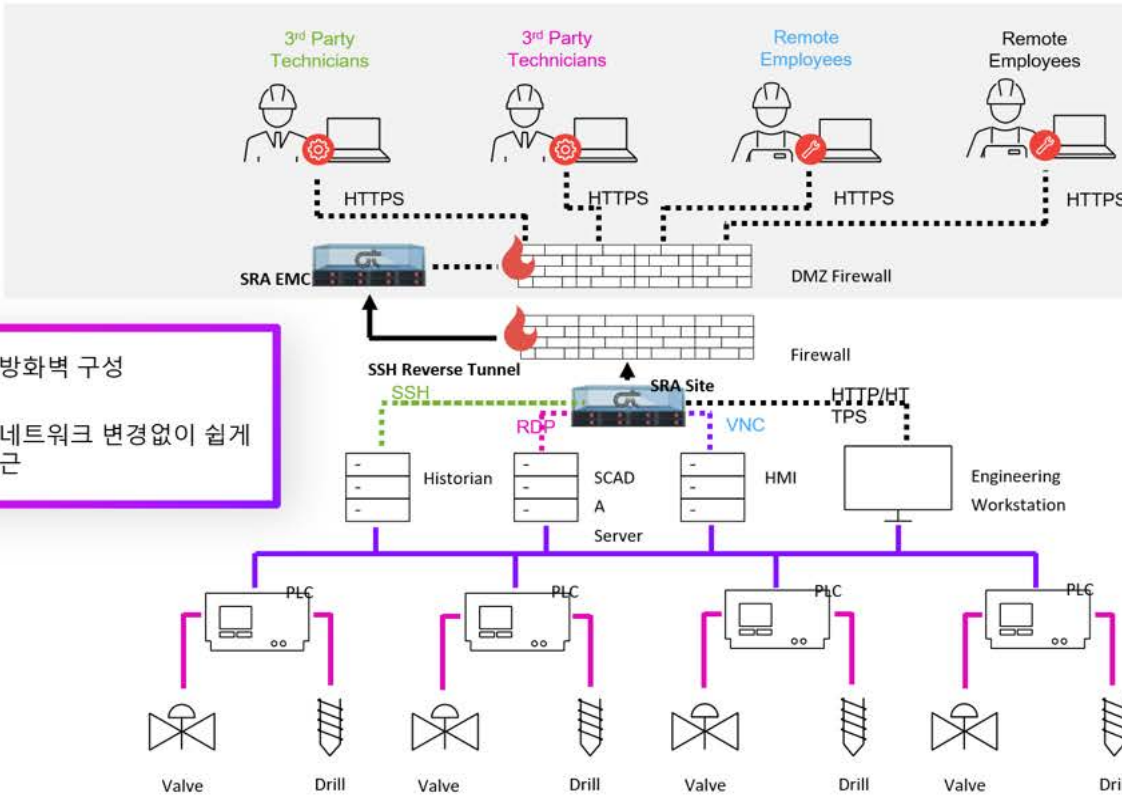 3rd Party
Technicians
3rd Party
Technicians
Remote
Employees
Remote
Employees
HTTPS
HTTPS
HTTPS
HTTPS
SRA EMC
DMZ Firewall
방화벽 구성
네트워크 변경없이 쉽게
근
Firewall
SSH Reverse Tunnel
SRA Site
SSH
RDP
VNC
HTTP/HT
TPS
Historian
SCAD
A
Server
HMI
Engineering
Workstation
PLC
PLC
PLC
PLC
Valve
Drill
Valve
Drill
Valve
Drill
Valve
Dri